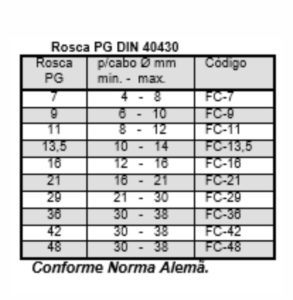 Rosca PG DIN 40430
Rosca PG p/cabo Ø mm min. - max. Código
7 4 - 8 FC-7
9 6 - 10 FC-9
11 8 - 12 FC-11
13,5 10 - 14 FC-13,5
16 12 - 16 FC-16
21 16 - 21 FC-21
29 21 - 30 FC-29
36 30 - 38 FC-36
42 30 - 38 FC-42
48 30 - 38 FC-48
Conforme Norma Alemã.